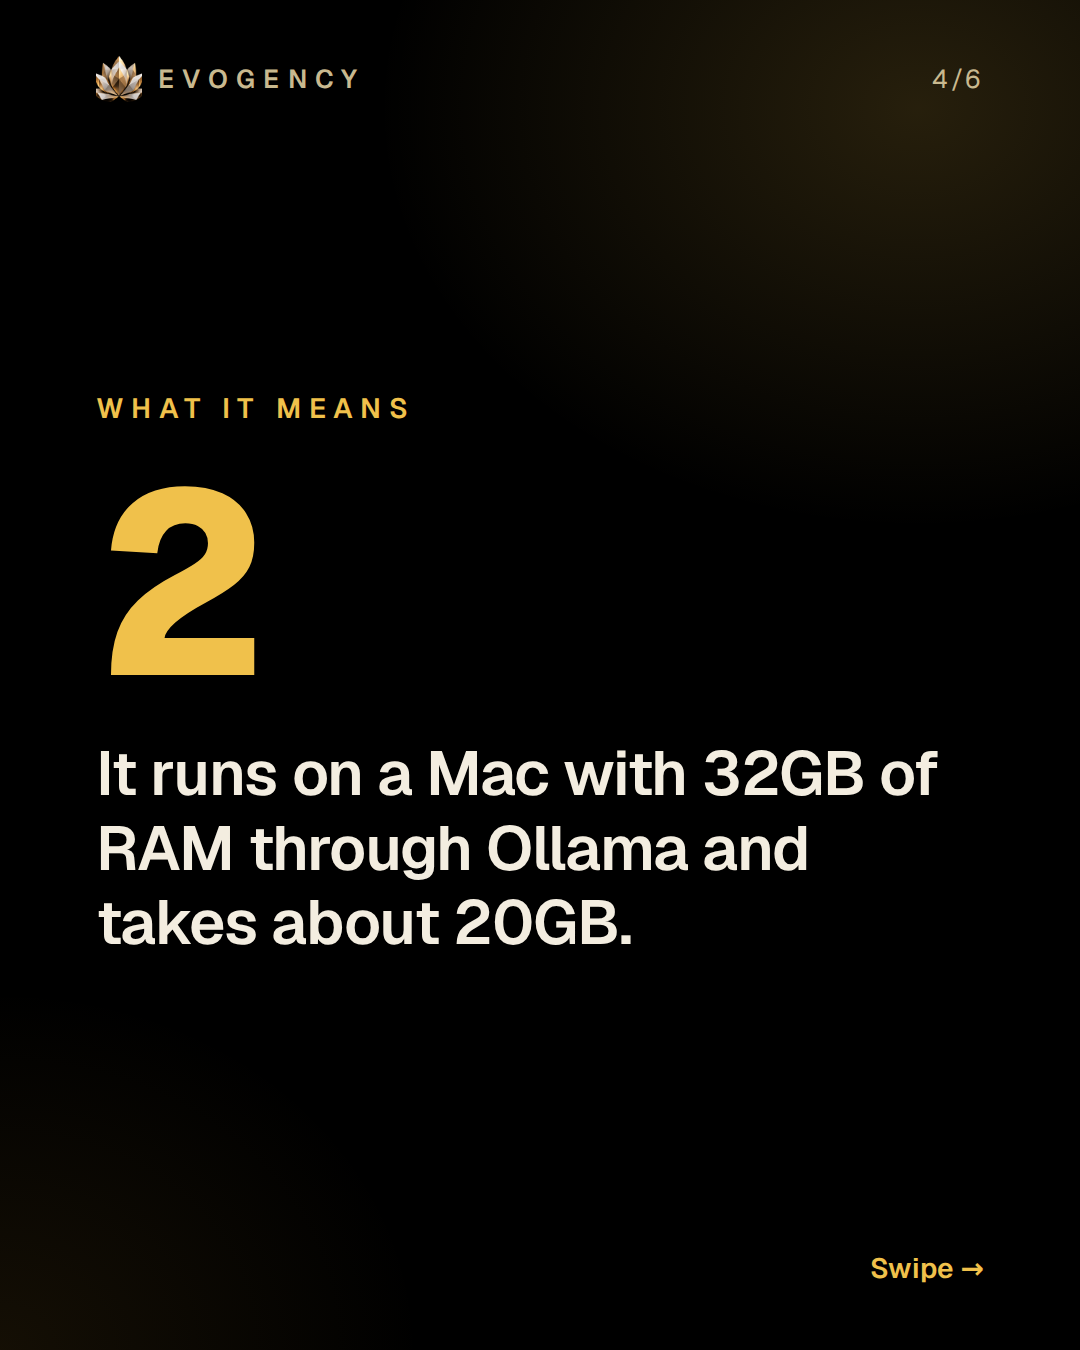 EVOGENCY
4/6
WHAT IT MEANS
2
It runs on a Mac with 32GB of
RAM through Ollama and
takes about 20GB.
Swipe →